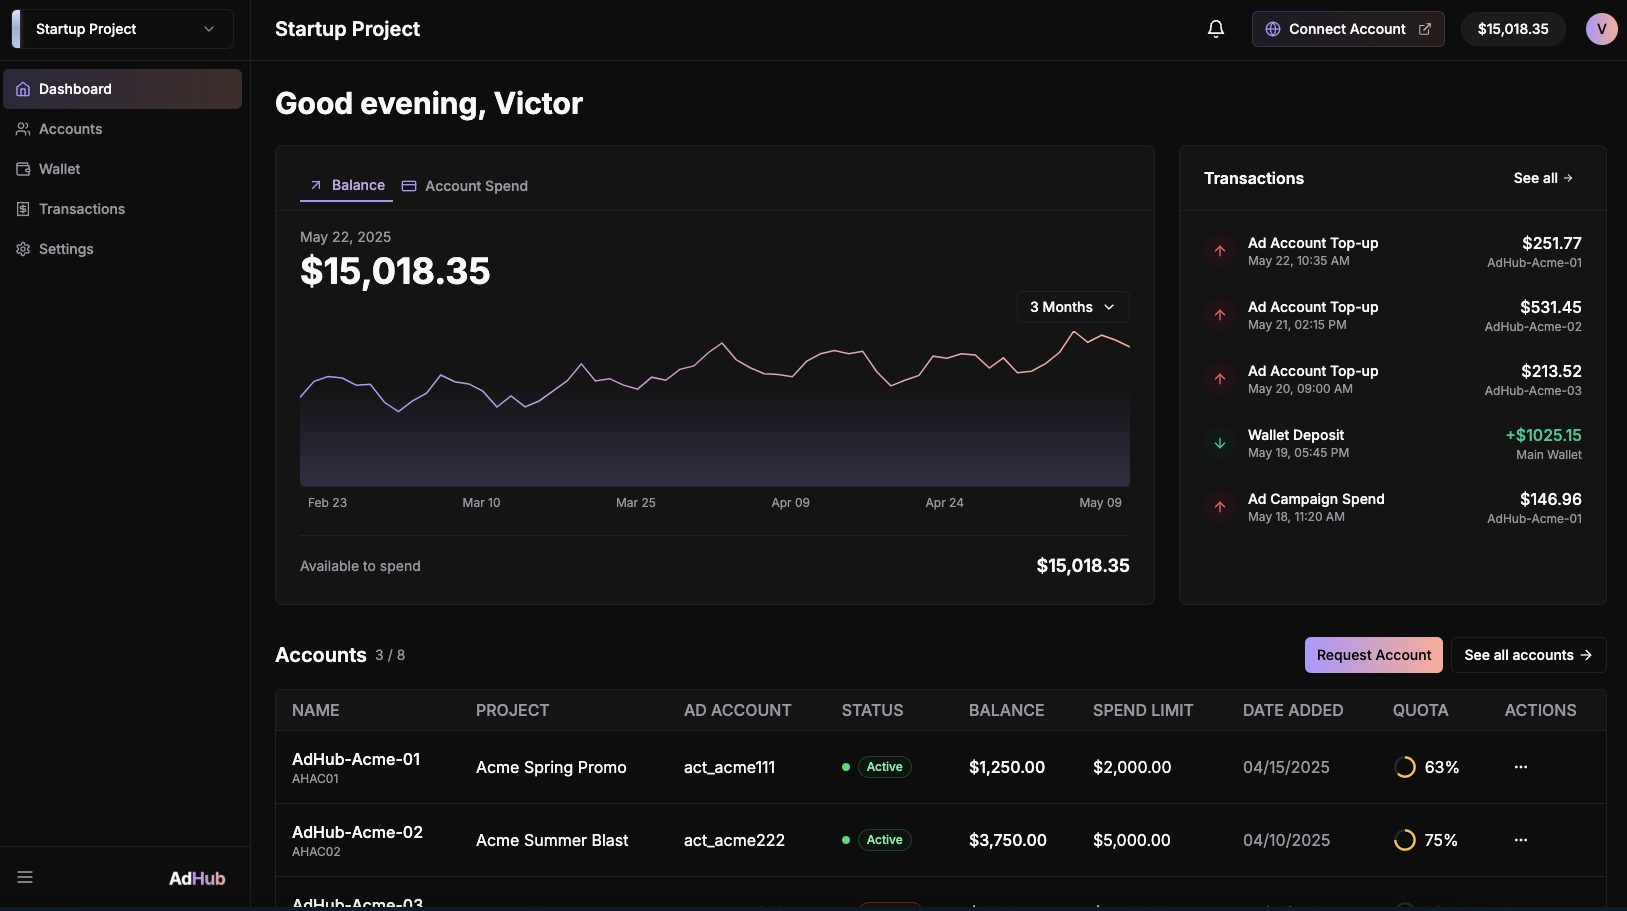 Startup Project
Dashboard
Accounts
Wallet
Transactions
Settings
AdHub
Startup Project
Connect Account
$15,018.35
V
Good evening, Victor
Balance
Account Spend
May 22, 2025
$15,018.35
3 Months
Feb 23
Mar 10
Mar 25
Apr 09
Apr 24
May 09
Available to spend
$15,018.35
Transactions
See all →
Ad Account Top-up
$251.77
May 22, 10:35 AM
AdHub-Acme-01
Ad Account Top-up
$531.45
May 21, 02:15 PM
AdHub-Acme-02
Ad Account Top-up
$213.52
May 20, 09:00 AM
AdHub-Acme-03
Wallet Deposit
+$1025.15
May 19, 05:45 PM
Main Wallet
Ad Campaign Spend
$146.96
May 18, 11:20 AM
AdHub-Acme-01
Accounts 3 / 8
Request Account
See all accounts →
NAME PROJECT AD ACCOUNT STATUS BALANCE SPEND LIMIT DATE ADDED QUOTA ACTIONS
AdHub-Acme-01
AHAC01
Acme Spring Promo
act_acme111
Active
$1,250.00
$2,000.00
04/15/2025
63%
AdHub-Acme-02
AHAC02
Acme Summer Blast
act_acme222
Active
$3,750.00
$5,000.00
04/10/2025
75%
AdHub-Acme-03